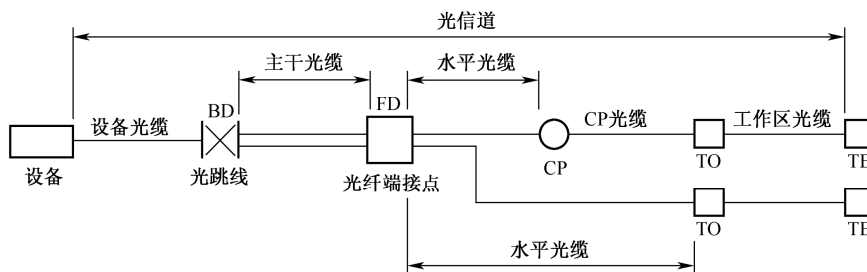 光信道
主干光缆
水平光缆
BD
FD
设备光缆
CP光缆
工作区光缆
设备
光跳线
光纤端接点
CP
TO
TE
TO
TE
水平光缆